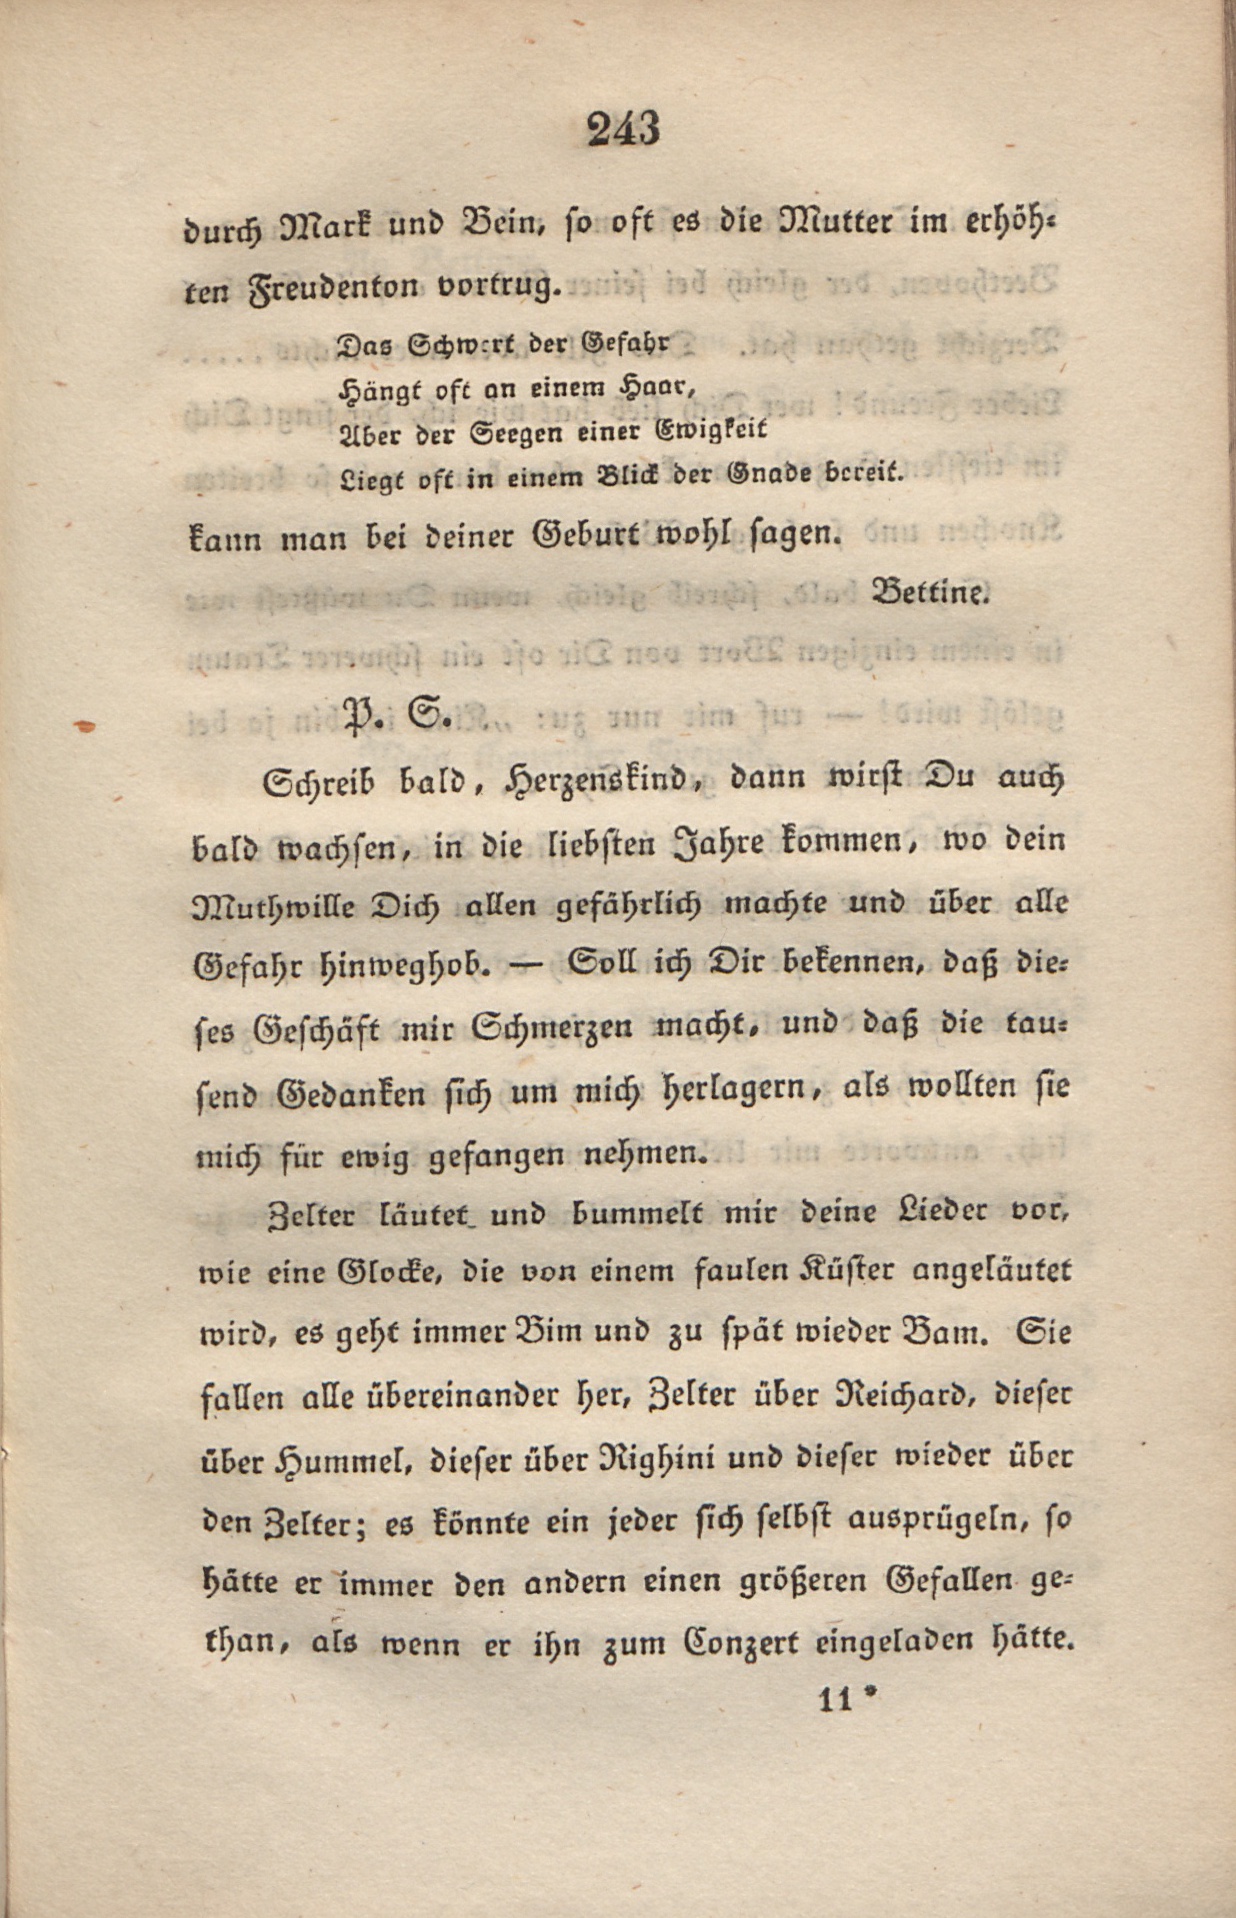 243
durch Mark und Bein, so oft es die Mutter im erhöh-
ten Freudenton vortrug.
Das Schwert der Gefahr
Hängt oft an einem Haar,
Aber der Seegen einer Ewigkeit
Liegt oft in einem Blick der Gnade bereit.
kann man bei deiner Geburt wohl sagen.
Bettine.
P. S.
Schreib bald, Herzenskind, dann wirst Du auch
bald wachsen, in die liebsten Jahre kommen, wo dein
Muthwille Dich allen gefährlich machte und über alle
Gefahr hinweghob. — Soll ich Dir bekennen, daß die-
ses Geschäft mir Schmerzen macht, und daß die tau-
send Gedanken sich um mich herlagern, als wollten sie
mich für ewig gefangen nehmen.
Zelter läutet und bummelt mir deine Lieder vor,
wie eine Glocke, die von einem faulen Küster angeläutet
wird, es geht immer Bim und zu spät wieder Bam. Sie
fallen alle übereinander her, Zelter über Reichard, dieser
über Hummel, dieser über Righini und dieser wieder über
den Zelter; es könnte ein jeder sich selbst ausprügeln, so
hätte er immer den andern einen größeren Gefallen ge-
than, als wenn er ihn zum Conzert eingeladen hätte.
11*